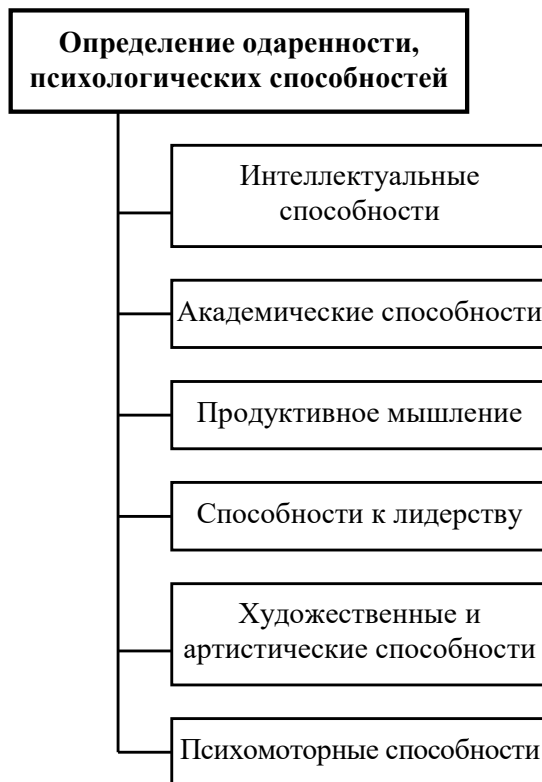 Определение одаренности,
психологических способностей
Интеллектуальные
способности
Академические способности
Продуктивное мышление
Способности к лидерству
Художественные и
артистические способности
Психомоторные способности